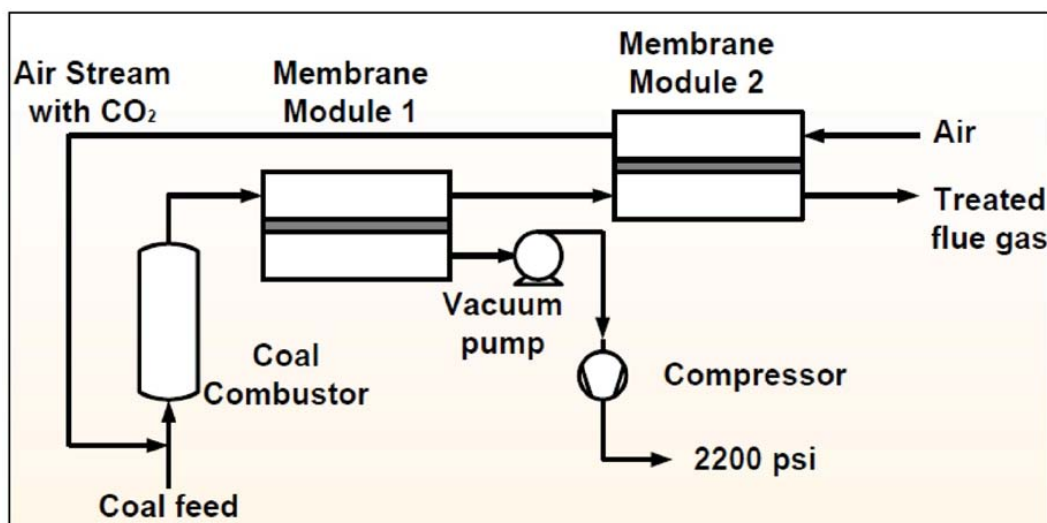 Air Stream
with CO₂
Membrane
Module 1
Membrane
Module 2
Air
Treated
flue gas
Vacuum
pump
Coal
Combustor
Compressor
2200 psi
Coal feed